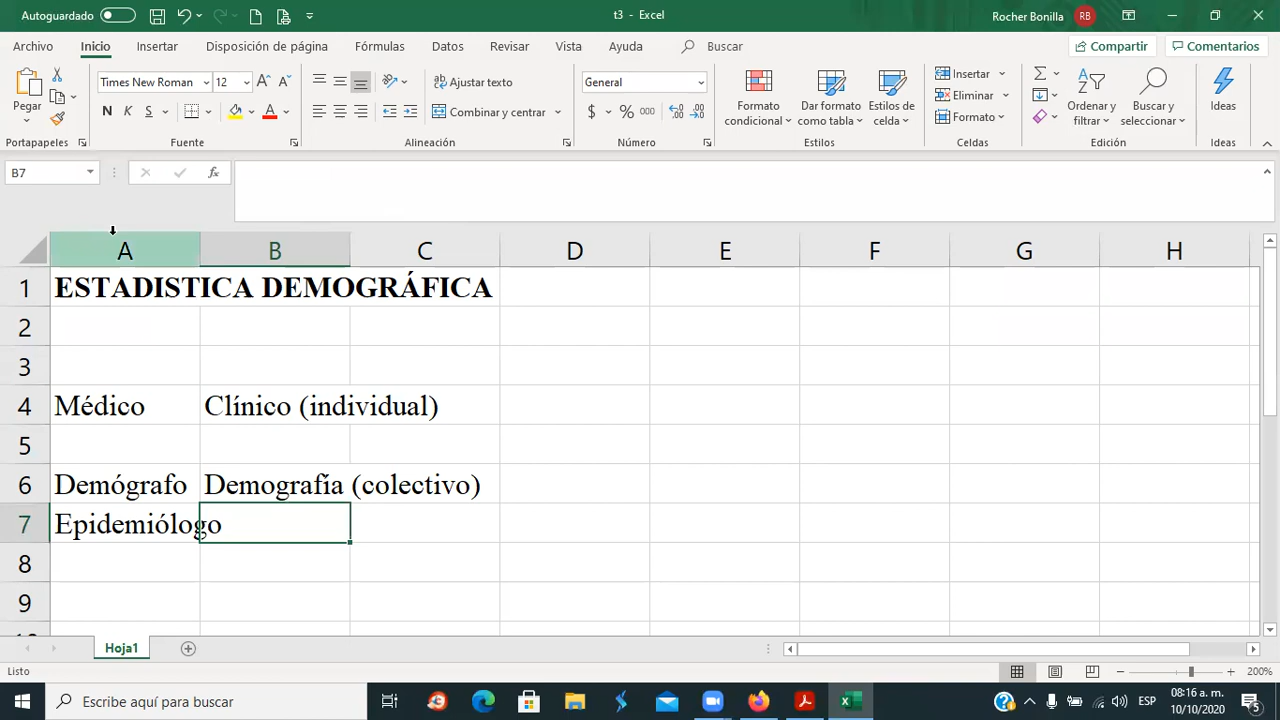 Autoguardado
t3 - Excel
Rocher Bonilla RB
Archivo Inicio Insertar Disposición de página Fórmulas Datos Revisar Vista Ayuda Buscar Compartir Comentarios
Pegar
Times New Roman 12
N K S
Ajustar texto
Combinar y centrar
General
$ % 000
Formato condicional
Dar formato como tabla
Estilos de celda
Insertar
Eliminar
Formato
Ordenar y filtrar
Buscar y seleccionar
Ideas
Portapapeles Fuente Alineación Número Estilos Celdas Edición Ideas
B7 fx
A B C D E F G H
1 ESTADISTICA DEMOGRÁFICA
2
3
4 Médico Clínico (individual)
5
6 Demógrafo Demografía (colectivo)
7 Epidemiólogo
8
9
Hoja1
Listo 200%
Escribe aquí para buscar
ESP
08:16 a. m.
10/10/2020
5